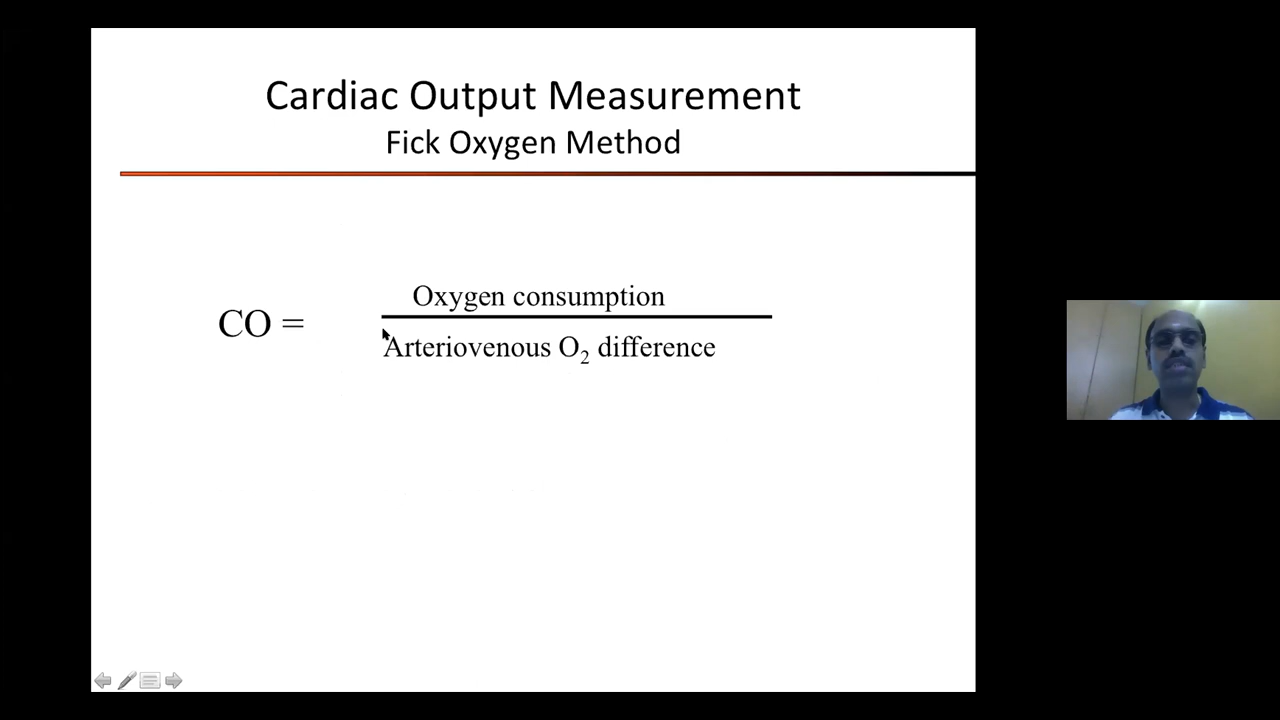 Cardiac Output Measurement
Fick Oxygen Method
CO =
Oxygen consumption
Arteriovenous O₂ difference